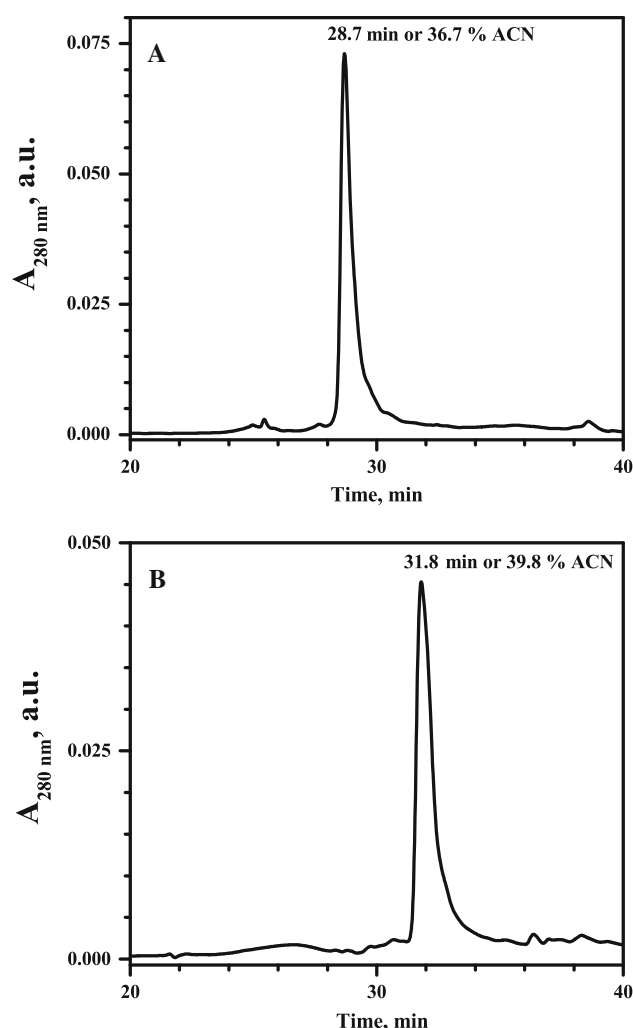 28.7 min or 36.7 % ACN
A
0.075
0.050
0.025
0.000
A280 nm, a.u.
20
30
40
Time, min
0.050
31.8 min or 39.8 % ACN
B
0.025
0.000
A280 nm, a.u.
20
30
40
Time, min